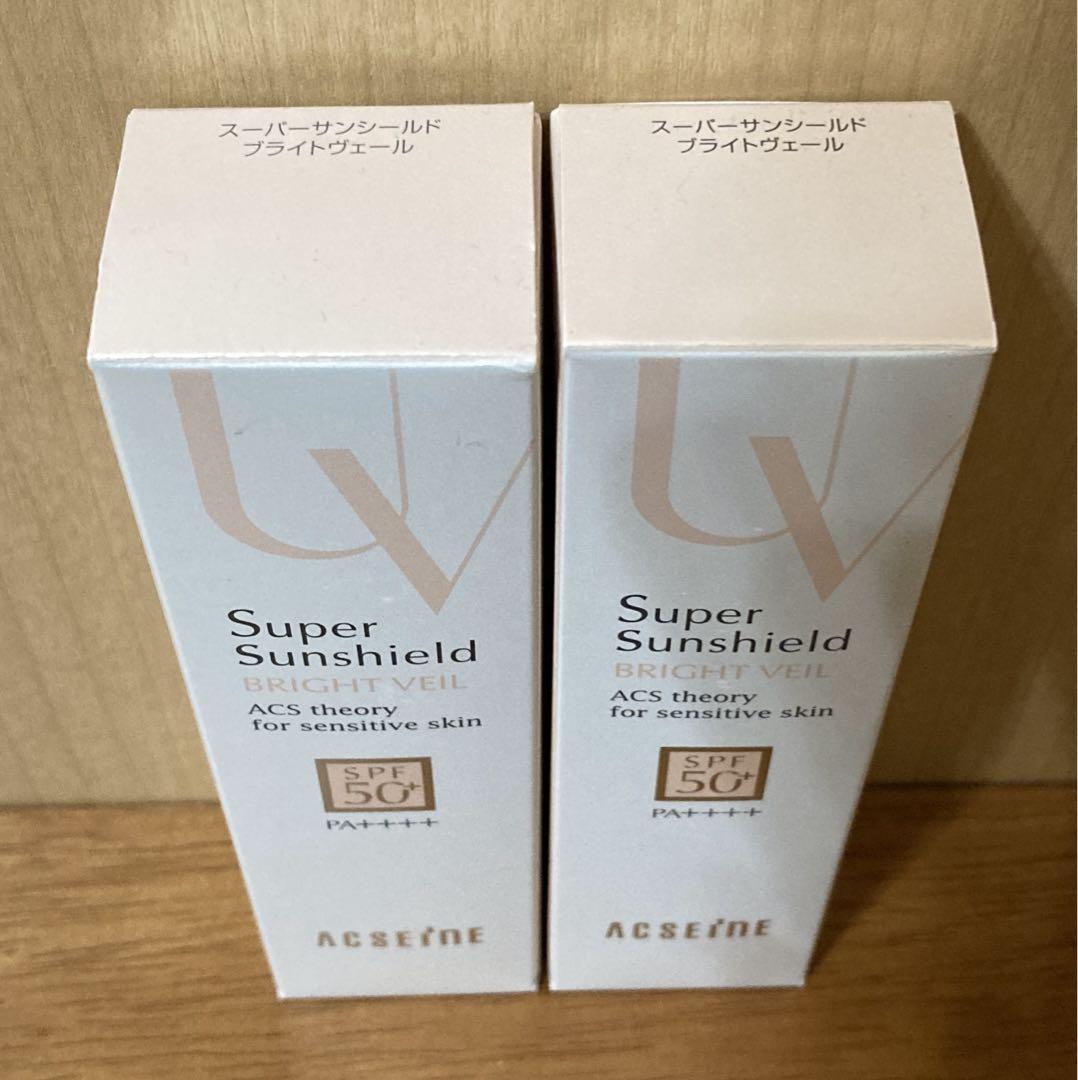 スーパーサンシールド
ブライトヴェール
UV
Super
Sunshield
BRIGHT VEIL
ACS theory
for sensitive skin
SPF
50+
PA++++
ACSEINE
スーパーサンシールド
ブライトヴェール
UV
Super
Sunshield
BRIGHT VEIL
ACS theory
for sensitive skin
SPF
50+
PA++++
ACSEINE